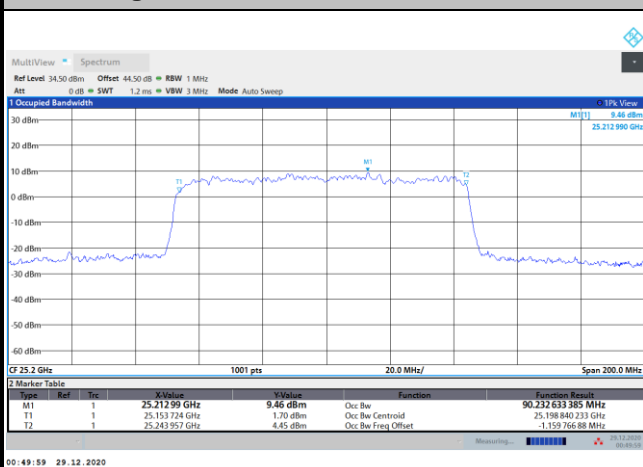 MultiView Spectrum
Ref Level 34.50 dBm Offset 44.50 dB RBW 1 MHz
Att 0 dB SWT 1.2 ms VBW 3 MHz Mode Auto Sweep
1 Occupied Bandwidth 1Pk View
M1[1] 9.46 dBm
25.212 990 GHz
30 dBm
20 dBm
M1
T1 T2
10 dBm
0 dBm
-10 dBm
-20 dBm
-30 dBm
-40 dBm
-50 dBm
-60 dBm
CF 25.2 GHz 1001 pts 20.0 MHz/ Span 200.0 MHz
2 Marker Table
Type Ref Trc X-Value Y-Value Function Function Result
M1 1 25.212 99 GHz 9.46 dBm Occ Bw 90.232 633 385 MHz
T1 1 25.153 724 GHz 1.70 dBm Occ Bw Centroid 25.198 840 233 GHz
T2 1 25.243 957 GHz 4.45 dBm Occ Bw Freq Offset -1.159 766 88 MHz
Measuring... 29.12.2020
00:49:59
00:49:59 29.12.2020